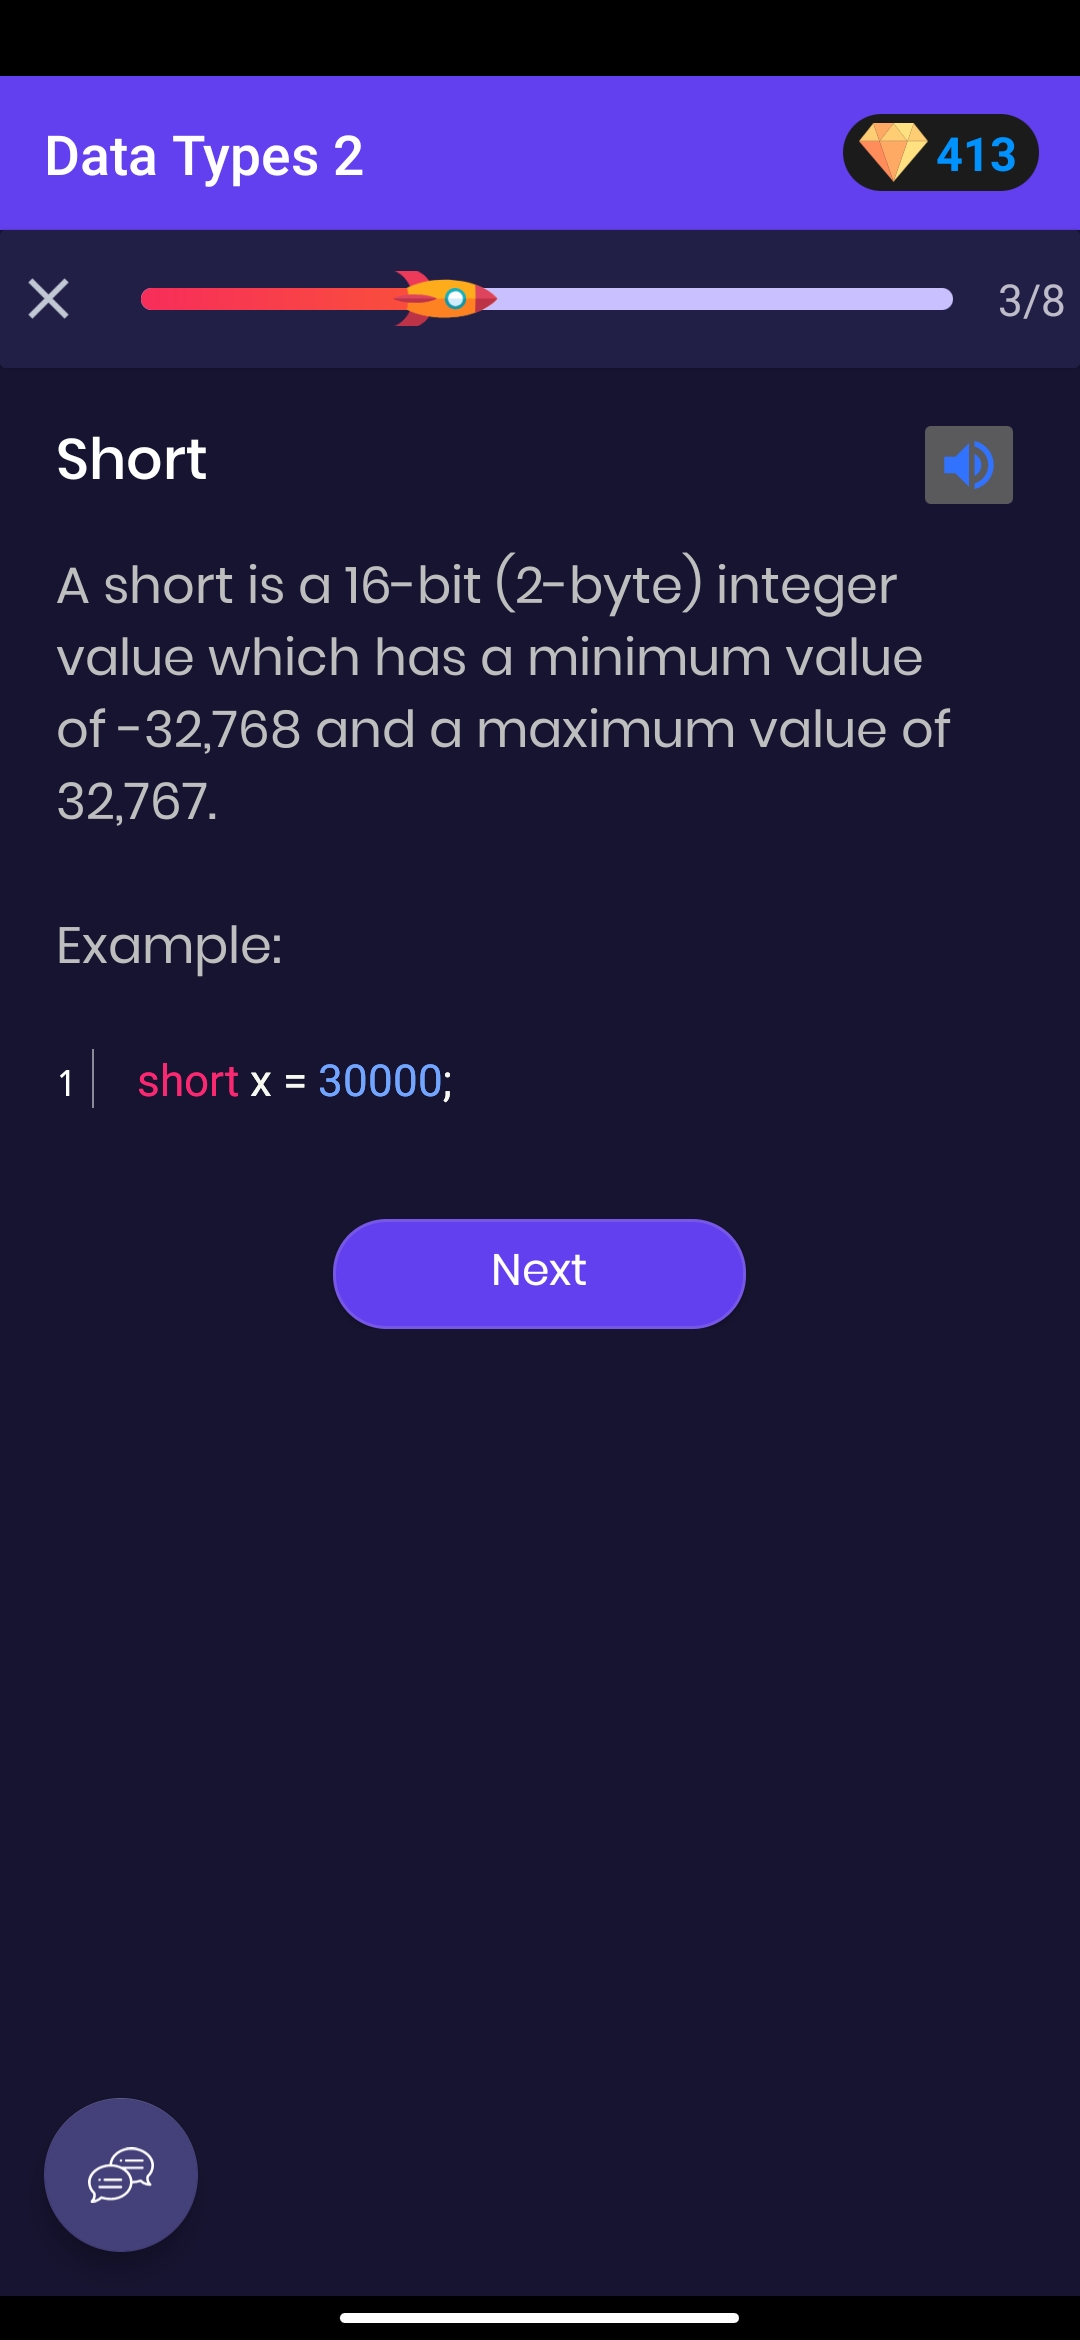 Data Types 2
413
3/8
Short
A short is a 16-bit (2-byte) integer
value which has a minimum value
of -32,768 and a maximum value of
32,767.
Example:
1 short x = 30000;
Next